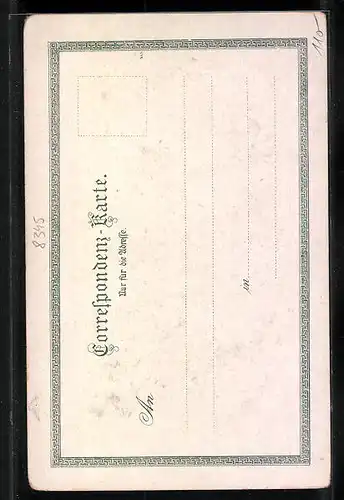 Correspondenz-Karte.
Nur für die Adresse.
An
in
8345
110,-